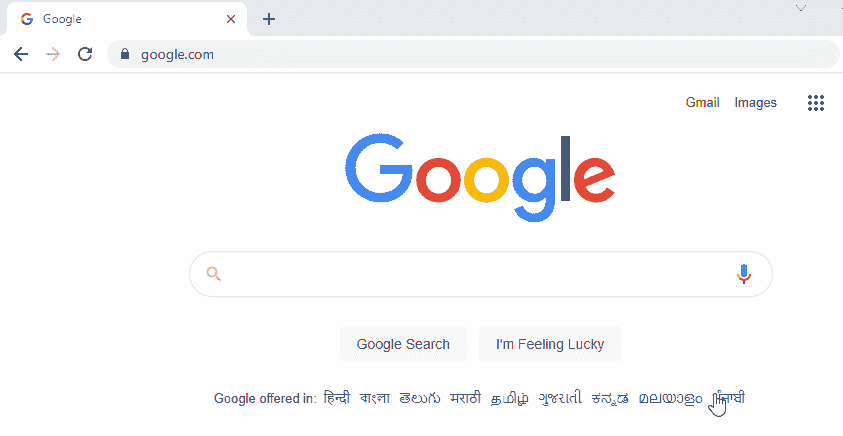 Google
google.com
Gmail Images
Google
Google Search I'm Feeling Lucky
Google offered in: हिन्दी বাংলা తెలుగు मराठी தமிழ் ગુજરાતી ಕನ್ನಡ മലയാളം